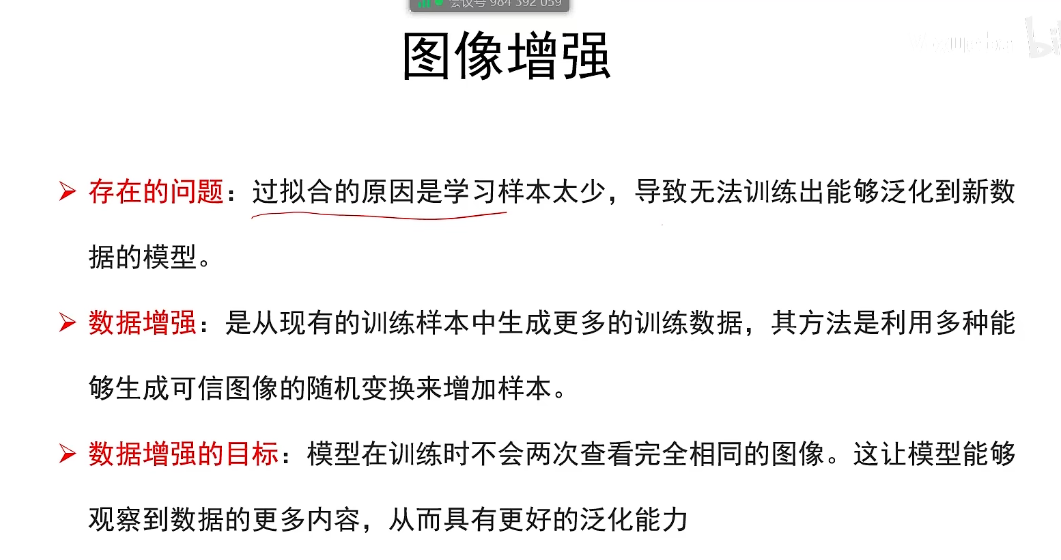 会议号 984 392 059
图像增强
存在的问题：过拟合的原因是学习样本太少，导致无法训练出能够泛化到新数
据的模型。
数据增强：是从现有的训练样本中生成更多的训练数据，其方法是利用多种能
够生成可信图像的随机变换来增加样本。
数据增强的目标：模型在训练时不会两次查看完全相同的图像。这让模型能够
观察到数据的更多内容，从而具有更好的泛化能力